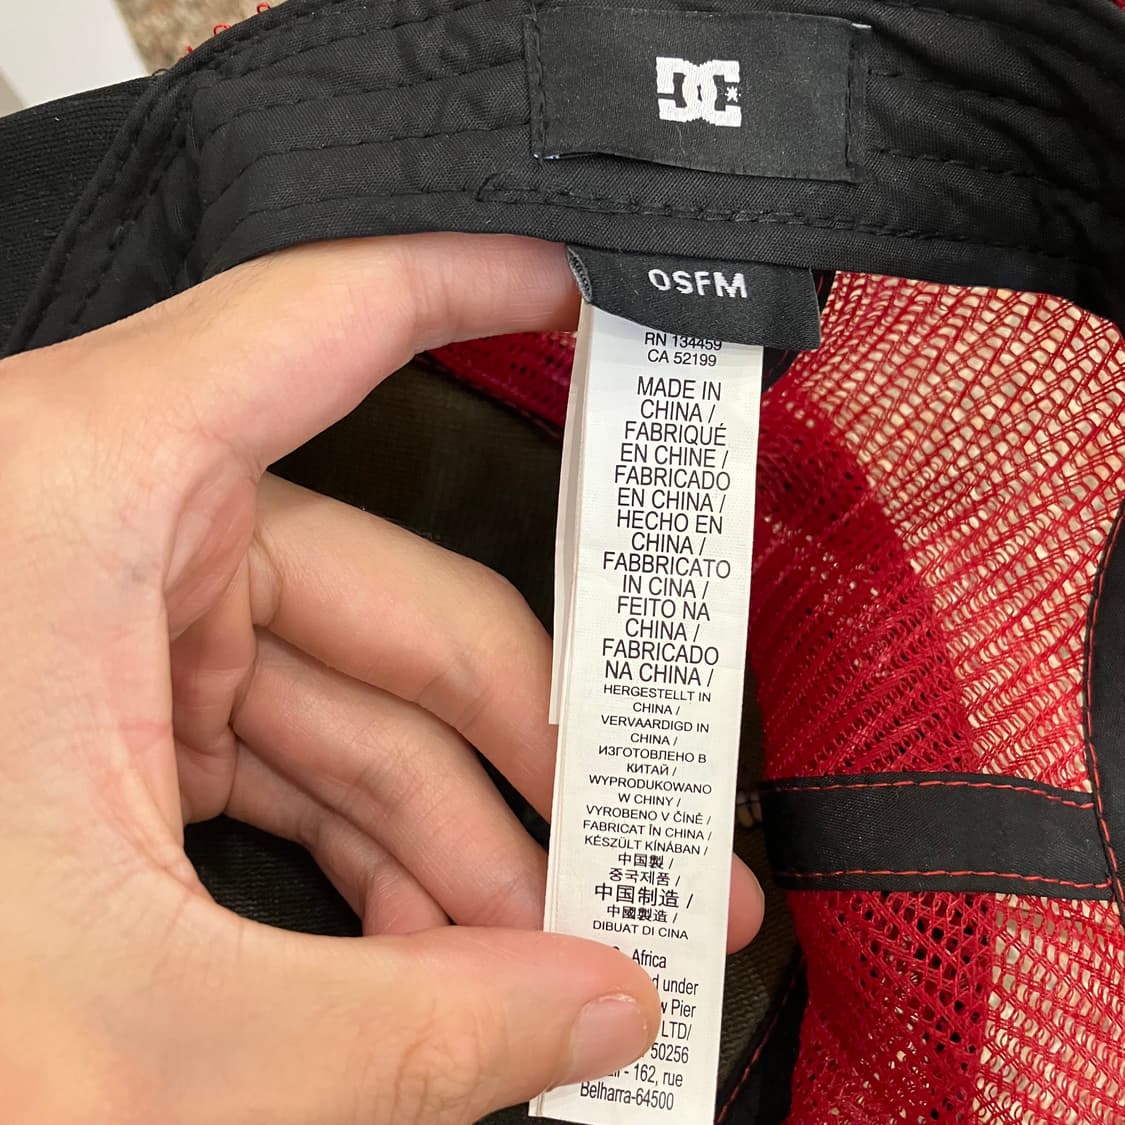 DC
OSFM
RN 134459
CA 52199
MADE IN
CHINA /
FABRIQUÉ
EN CHINE /
FABRICADO
EN CHINA /
HECHO EN
CHINA /
FABBRICATO
IN CINA /
FEITO NA
CHINA /
FABRICADO
NA CHINA /
HERGESTELLT IN
CHINA /
VERVAARDIGD IN
CHINA /
ИЗГОТОВЛЕНО В
КИТАЙ /
WYPRODUKOWANO
W CHINY /
VYROBENO V ČÍNĚ /
FABRICAT ÎN CHINA /
KÉSZÜLT KÍNÁBAN /
中国製 /
중국제품 /
中国制造 /
中國製造 /
DIBUAT DI CINA
Africa
under
Pier
LTD/
50256
- 162, rue
Belharra-64500